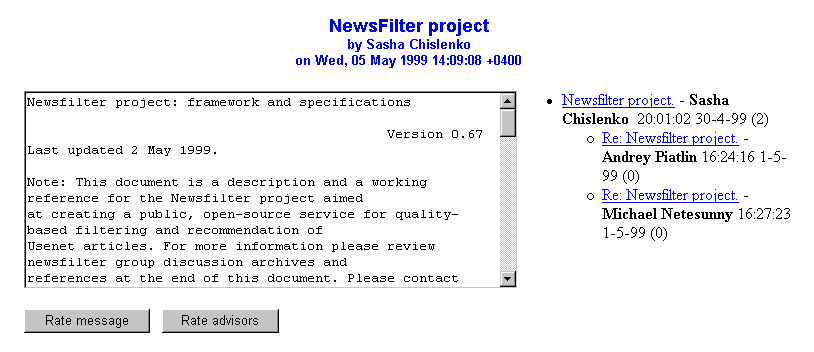 NewsFilter project
by Sasha Chislenko
on Wed, 05 May 1999 14:09:08 +0400
Newsfilter project: framework and specifications
Version 0.67
Last updated 2 May 1999.
Note: This document is a description and a working
reference for the Newsfilter project aimed
at creating a public, open-source service for quality-
based filtering and recommendation of
Usenet articles. For more information please review
newsfilter group discussion archives and
references at the end of this document. Please contact
Newsfilter project. - Sasha
Chislenko 20:01:02 30-4-99 (2)
Re: Newsfilter project. -
Andrey Piatlin 16:24:16 1-5-
99 (0)
Re: Newsfilter project. -
Michael Netesunny 16:27:23
1-5-99 (0)
Rate message
Rate advisors